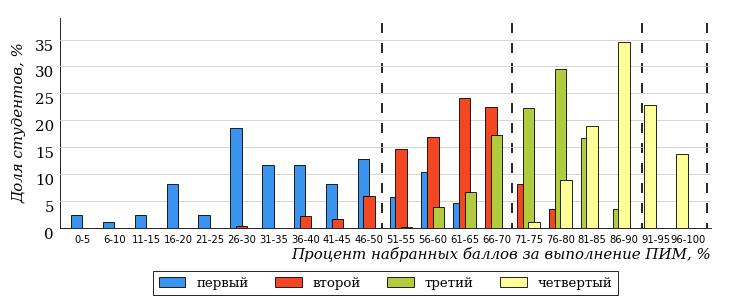 Доля студентов, %
35
30
25
20
15
10
5
0
0-5 6-10 11-15 16-20 21-25 26-30 31-35 36-40 41-45 46-50 51-55 56-60 61-65 66-70 71-75 76-80 81-85 86-90 91-95 96-100
Процент набранных баллов за выполнение ПИМ, %
первый второй третий четвертый